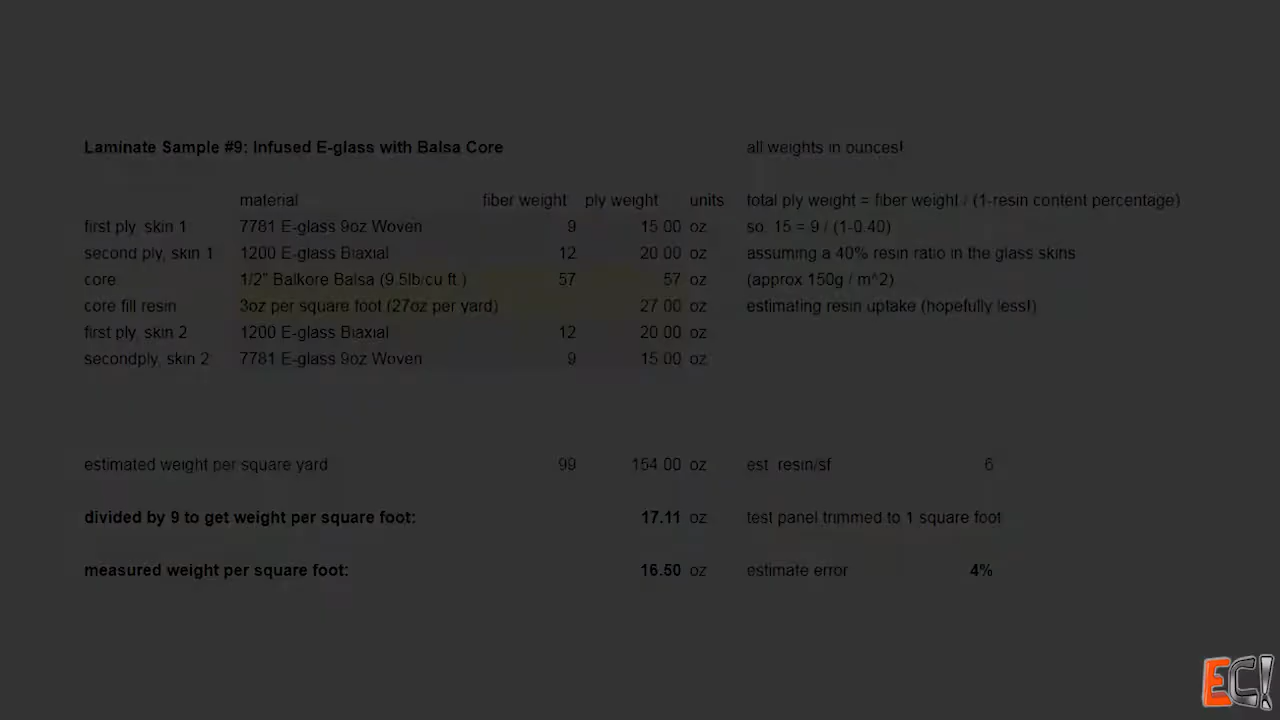 Laminate Sample #9: Infused E-glass with Balsa Core all weights in ounces!
material fiber weight ply weight units total ply weight = fiber weight / (1-resin content percentage)
first ply, skin 1 7781 E-glass 9oz Woven 9 15.00 oz so, 15 = 9 / (1-0.40)
second ply, skin 1 1200 E-glass Biaxial 12 20.00 oz assuming a 40% resin ratio in the glass skins
core 1/2" Balkore Balsa (9.5lb/cu ft.) 57 57 oz (approx 150g / m^2)
core fill resin 3oz per square foot (27oz per yard) 27.00 oz estimating resin uptake (hopefully less!)
first ply, skin 2 1200 E-glass Biaxial 12 20.00 oz
secondply, skin 2 7781 E-glass 9oz Woven 9 15.00 oz
estimated weight per square yard 99 154.00 oz est. resin/sf 6
divided by 9 to get weight per square foot: 17.11 oz test panel trimmed to 1 square foot
measured weight per square foot: 16.50 oz estimate error 4%
EC!